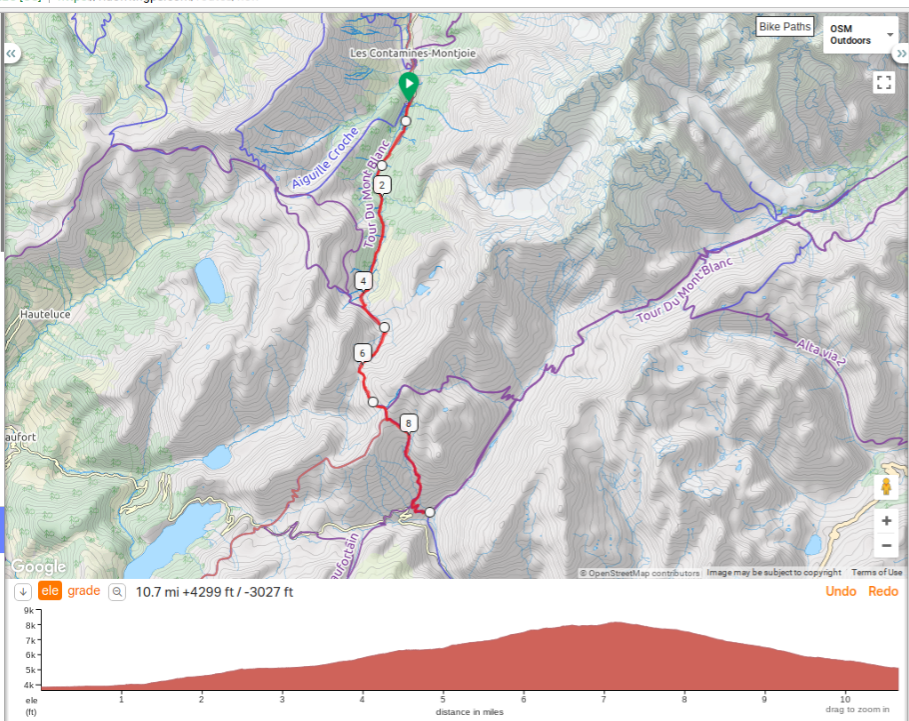 Bike Paths
OSM
Outdoors
«
»
Les Contamines-Montjoie
Aiguille Croche
Tour Du Mont Blanc
2
4
Hauteluce
Tour Du Mont Blanc
6
Alta via 2
8
aufort
aufortain
+
−
Google
© OpenStreetMap contributors
Image may be subject to copyright
Terms of Use
ele grade 10.7 mi +4299 ft / -3027 ft
Undo Redo
9k
8k
7k
6k
5k
4k
ele
(ft)
1 2 3 4 5 6 7 8 9 10
distance in miles
drag to zoom in